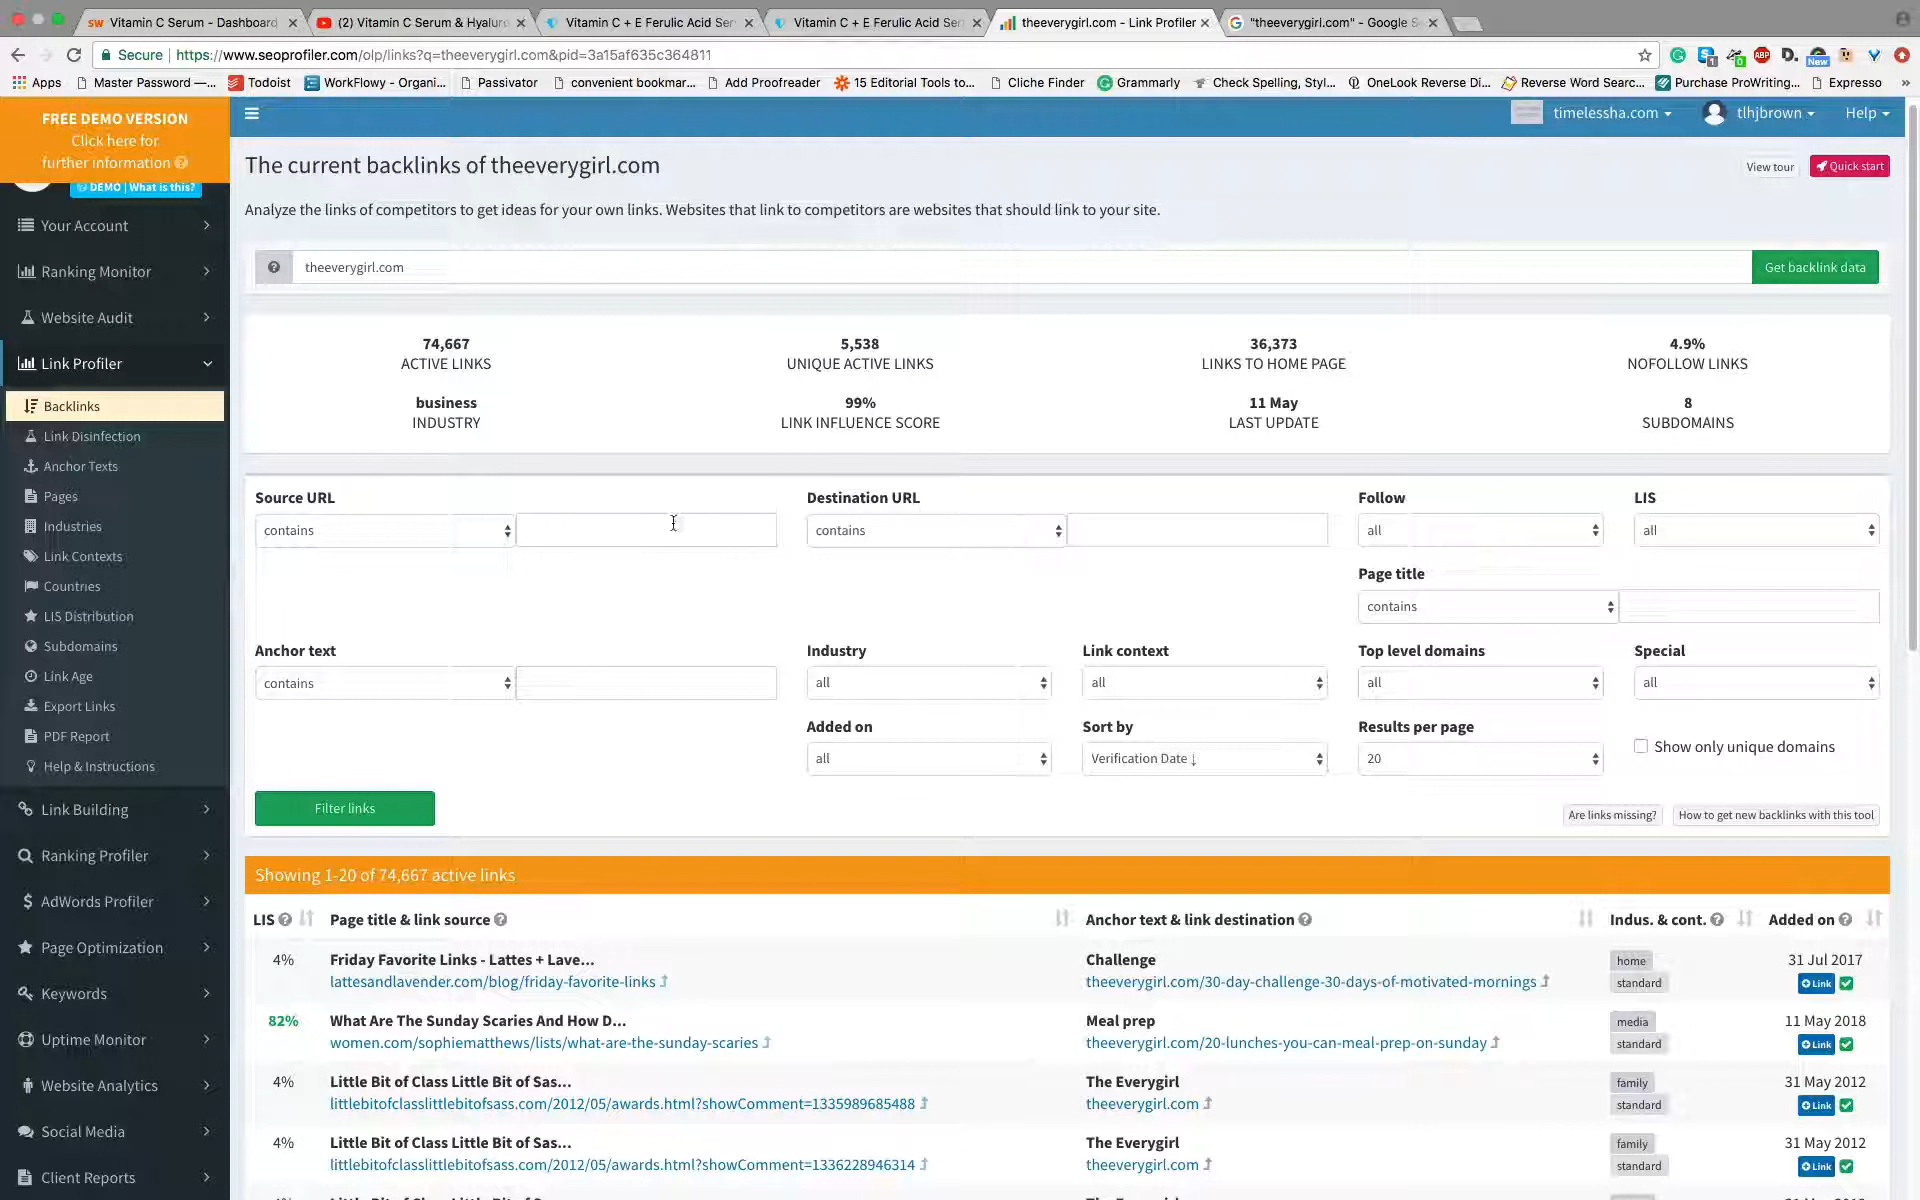 Vitamin C Serum - Dashboard
(2) Vitamin C Serum & Hyaluro
Vitamin C + E Ferulic Acid Ser
Vitamin C + E Ferulic Acid Ser
theeverygirl.com - Link Profiler
"theeverygirl.com" - Google S
Secure
https://www.seoprofiler.com/olp/links?q=theeverygirl.com&pid=3a15af635c364811
Apps
Master Password —...
Todoist
WorkFlowy - Organi...
Passivator
convenient bookmar...
Add Proofreader
15 Editorial Tools to...
Cliche Finder
Grammarly
Check Spelling, Styl...
OneLook Reverse Di...
Reverse Word Searc...
Purchase ProWriting...
Expresso
FREE DEMO VERSION
Click here for
further information
DEMO | What is this?
timelessha.com
tlhjbrown
Help
Your Account
Ranking Monitor
Website Audit
Link Profiler
Backlinks
Link Disinfection
Anchor Texts
Pages
Industries
Link Contexts
Countries
LIS Distribution
Subdomains
Link Age
Export Links
PDF Report
Help & Instructions
Link Building
Ranking Profiler
AdWords Profiler
Page Optimization
Keywords
Uptime Monitor
Website Analytics
Social Media
Client Reports
The current backlinks of theeverygirl.com
View tour
Quick start
Analyze the links of competitors to get ideas for your own links. Websites that link to competitors are websites that should link to your site.
theeverygirl.com
Get backlink data
74,667
ACTIVE LINKS
5,538
UNIQUE ACTIVE LINKS
36,373
LINKS TO HOME PAGE
4.9%
NOFOLLOW LINKS
business
INDUSTRY
99%
LINK INFLUENCE SCORE
11 May
LAST UPDATE
8
SUBDOMAINS
Source URL
contains
Destination URL
contains
Follow
all
LIS
all
Page title
contains
Anchor text
contains
Industry
all
Link context
all
Top level domains
all
Special
all
Added on
all
Sort by
Verification Date ↓
Results per page
20
Show only unique domains
Filter links
Are links missing?
How to get new backlinks with this tool
Showing 1-20 of 74,667 active links
LIS
Page title & link source
Anchor text & link destination
Indus. & cont.
Added on
4%
Friday Favorite Links - Lattes + Lave...
lattesandlavender.com/blog/friday-favorite-links
Challenge
theeverygirl.com/30-day-challenge-30-days-of-motivated-mornings
home
standard
31 Jul 2017
Link
82%
What Are The Sunday Scaries And How D...
women.com/sophiematthews/lists/what-are-the-sunday-scaries
Meal prep
theeverygirl.com/20-lunches-you-can-meal-prep-on-sunday
media
standard
11 May 2018
Link
4%
Little Bit of Class Little Bit of Sas...
littlebitofclasslittlebitofsass.com/2012/05/awards.html?showComment=1335989685488
The Everygirl
theeverygirl.com
family
standard
31 May 2012
Link
4%
Little Bit of Class Little Bit of Sas...
littlebitofclasslittlebitofsass.com/2012/05/awards.html?showComment=1336228946314
The Everygirl
theeverygirl.com
family
standard
31 May 2012
Link